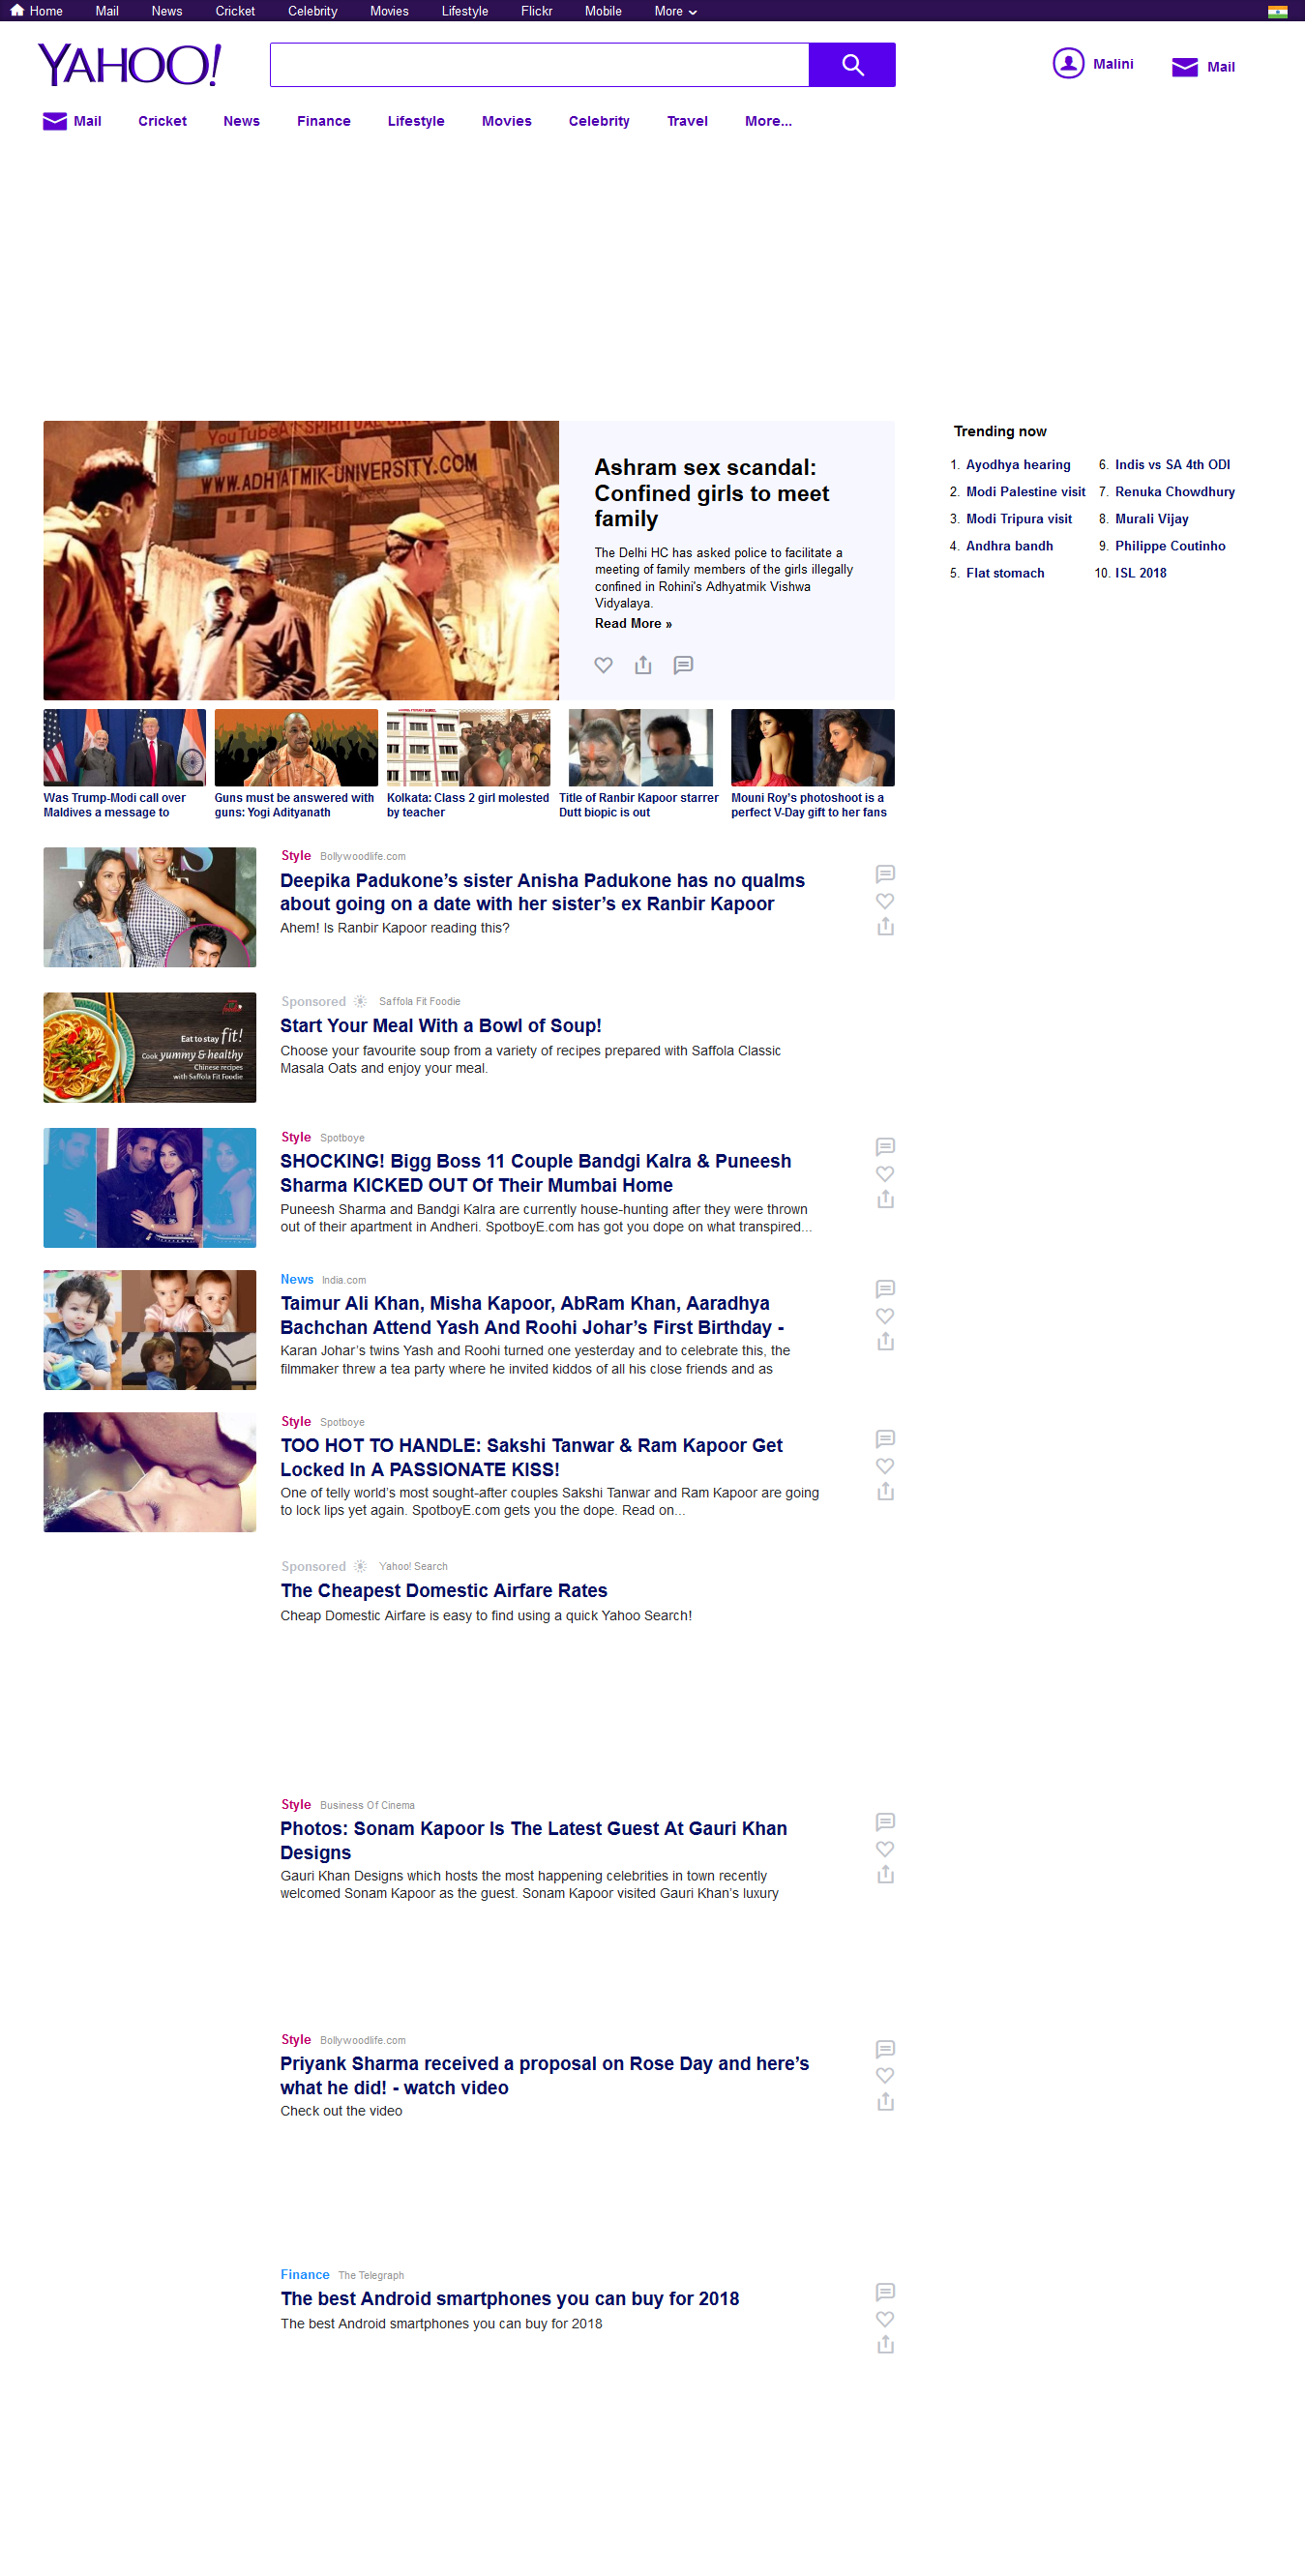 Home Mail News Cricket Celebrity Movies Lifestyle Flickr Mobile More
YAHOO!
Malini
Mail
Mail Cricket News Finance Lifestyle Movies Celebrity Travel More...
YouTube
A- SPIRITUAL
WWW.ADHYATMIK-UNIVERSITY.COM
Ashram sex scandal:
Confined girls to meet
family
The Delhi HC has asked police to facilitate a
meeting of family members of the girls illegally
confined in Rohini's Adhyatmik Vishwa
Vidyalaya.
Read More »
Trending now
1. Ayodhya hearing
2. Modi Palestine visit
3. Modi Tripura visit
4. Andhra bandh
5. Flat stomach
6. Indis vs SA 4th ODI
7. Renuka Chowdhury
8. Murali Vijay
9. Philippe Coutinho
10. ISL 2018
Was Trump-Modi call over
Maldives a message to
Guns must be answered with
guns: Yogi Adityanath
Kolkata: Class 2 girl molested
by teacher
Title of Ranbir Kapoor starrer
Dutt biopic is out
Mouni Roy's photoshoot is a
perfect V-Day gift to her fans
Style Bollywoodlife.com
Deepika Padukone’s sister Anisha Padukone has no qualms
about going on a date with her sister’s ex Ranbir Kapoor
Ahem! Is Ranbir Kapoor reading this?
Eat to stay fit!
Cook yummy & healthy
Chinese recipes
with Saffola Fit Foodie
Sponsored Saffola Fit Foodie
Start Your Meal With a Bowl of Soup!
Choose your favourite soup from a variety of recipes prepared with Saffola Classic
Masala Oats and enjoy your meal.
Style Spotboye
SHOCKING! Bigg Boss 11 Couple Bandgi Kalra & Puneesh
Sharma KICKED OUT Of Their Mumbai Home
Puneesh Sharma and Bandgi Kalra are currently house-hunting after they were thrown
out of their apartment in Andheri. SpotboyE.com has got you dope on what transpired...
News India.com
Taimur Ali Khan, Misha Kapoor, AbRam Khan, Aaradhya
Bachchan Attend Yash And Roohi Johar’s First Birthday -
Karan Johar’s twins Yash and Roohi turned one yesterday and to celebrate this, the
filmmaker threw a tea party where he invited kiddos of all his close friends and as
Style Spotboye
TOO HOT TO HANDLE: Sakshi Tanwar & Ram Kapoor Get
Locked In A PASSIONATE KISS!
One of telly world’s most sought-after couples Sakshi Tanwar and Ram Kapoor are going
to lock lips yet again. SpotboyE.com gets you the dope. Read on...
Sponsored Yahoo! Search
The Cheapest Domestic Airfare Rates
Cheap Domestic Airfare is easy to find using a quick Yahoo Search!
Style Business Of Cinema
Photos: Sonam Kapoor Is The Latest Guest At Gauri Khan
Designs
Gauri Khan Designs which hosts the most happening celebrities in town recently
welcomed Sonam Kapoor as the guest. Sonam Kapoor visited Gauri Khan’s luxury
Style Bollywoodlife.com
Priyank Sharma received a proposal on Rose Day and here’s
what he did! - watch video
Check out the video
Finance The Telegraph
The best Android smartphones you can buy for 2018
The best Android smartphones you can buy for 2018